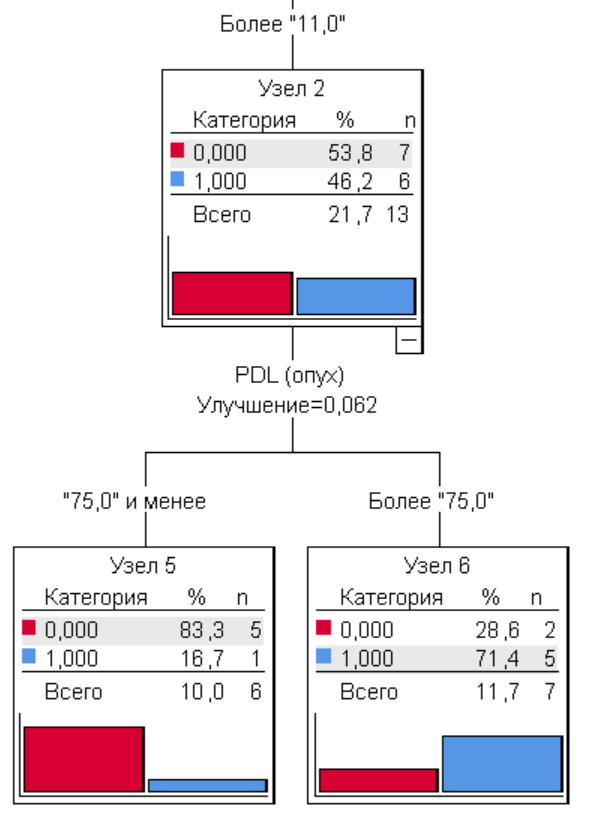 Более "11,0"
Узел 2
Категория % n
0,000 53,8 7
1,000 46,2 6
Всего 21,7 13
PDL (опух)
Улучшение=0,062
"75,0" и менее
Более "75,0"
Узел 5
Категория % n
0,000 83,3 5
1,000 16,7 1
Всего 10,0 6
Узел 6
Категория % n
0,000 28,6 2
1,000 71,4 5
Всего 11,7 7